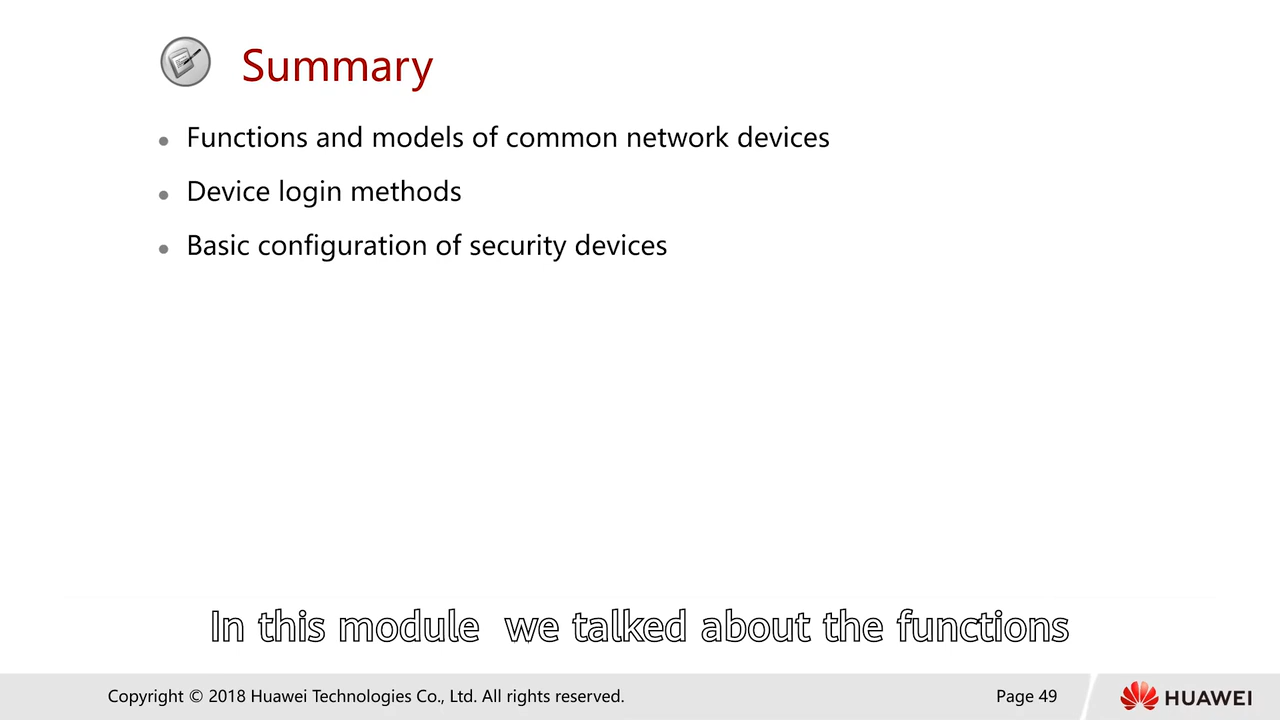 Summary
Functions and models of common network devices
Device login methods
Basic configuration of security devices
In this module we talked about the functions
Copyright © 2018 Huawei Technologies Co., Ltd. All rights reserved.
Page 49
HUAWEI